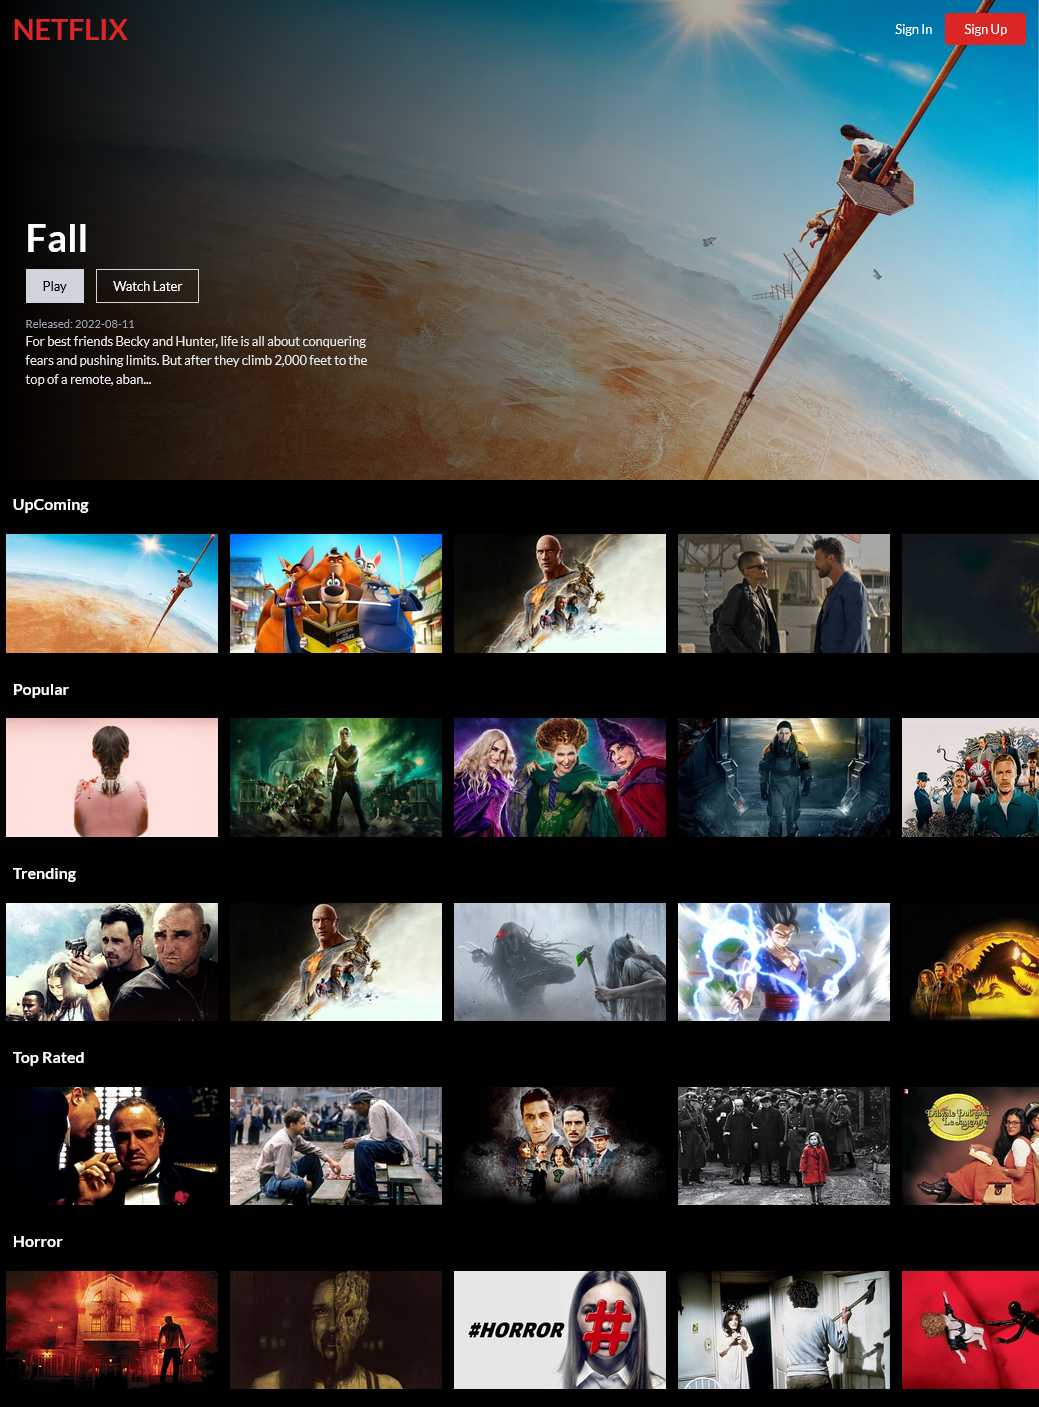 NETFLIX
Sign In
Sign Up
Fall
Play
Watch Later
Released: 2022-08-11
For best friends Becky and Hunter, life is all about conquering
fears and pushing limits. But after they climb 2,000 feet to the
top of a remote, aban...
UpComing
Popular
Trending
Top Rated
Dilwale Dulhania
Le Jayenge
Horror
#HORROR
#